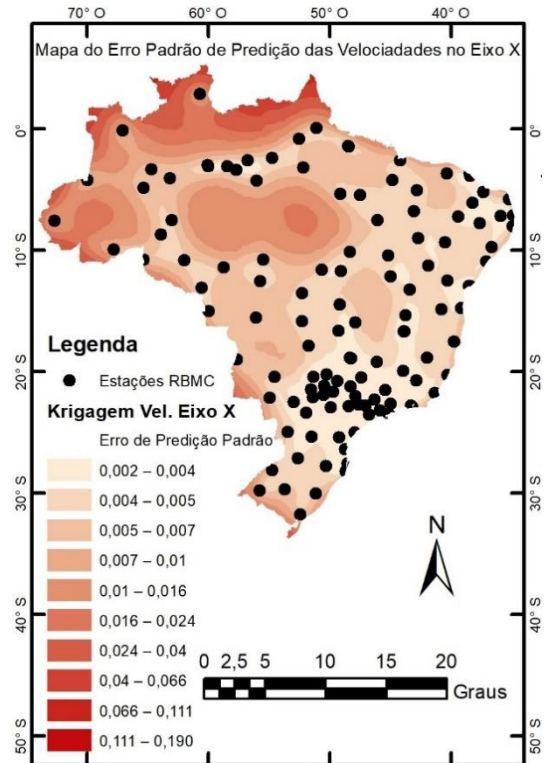 70° O 60° O 50° O 40° O
Mapa do Erro Padrão de Predição das Velociadades no Eixo X
0° 0°
10° S 10° S
20° S 20° S
30° S 30° S
40° S 40° S
50° S 50° S
Legenda
Estações RBMC
Krigagem Vel. Eixo X
Erro de Predição Padrão
0,002 – 0,004
0,004 – 0,005
0,005 – 0,007
0,007 – 0,01
0,01 – 0,016
0,016 – 0,024
0,024 – 0,04
0,04 – 0,066
0,066 – 0,111
0,111 – 0,190
N
0 2,5 5 10 15 20
Graus
70° O 60° O 50° O 40° O